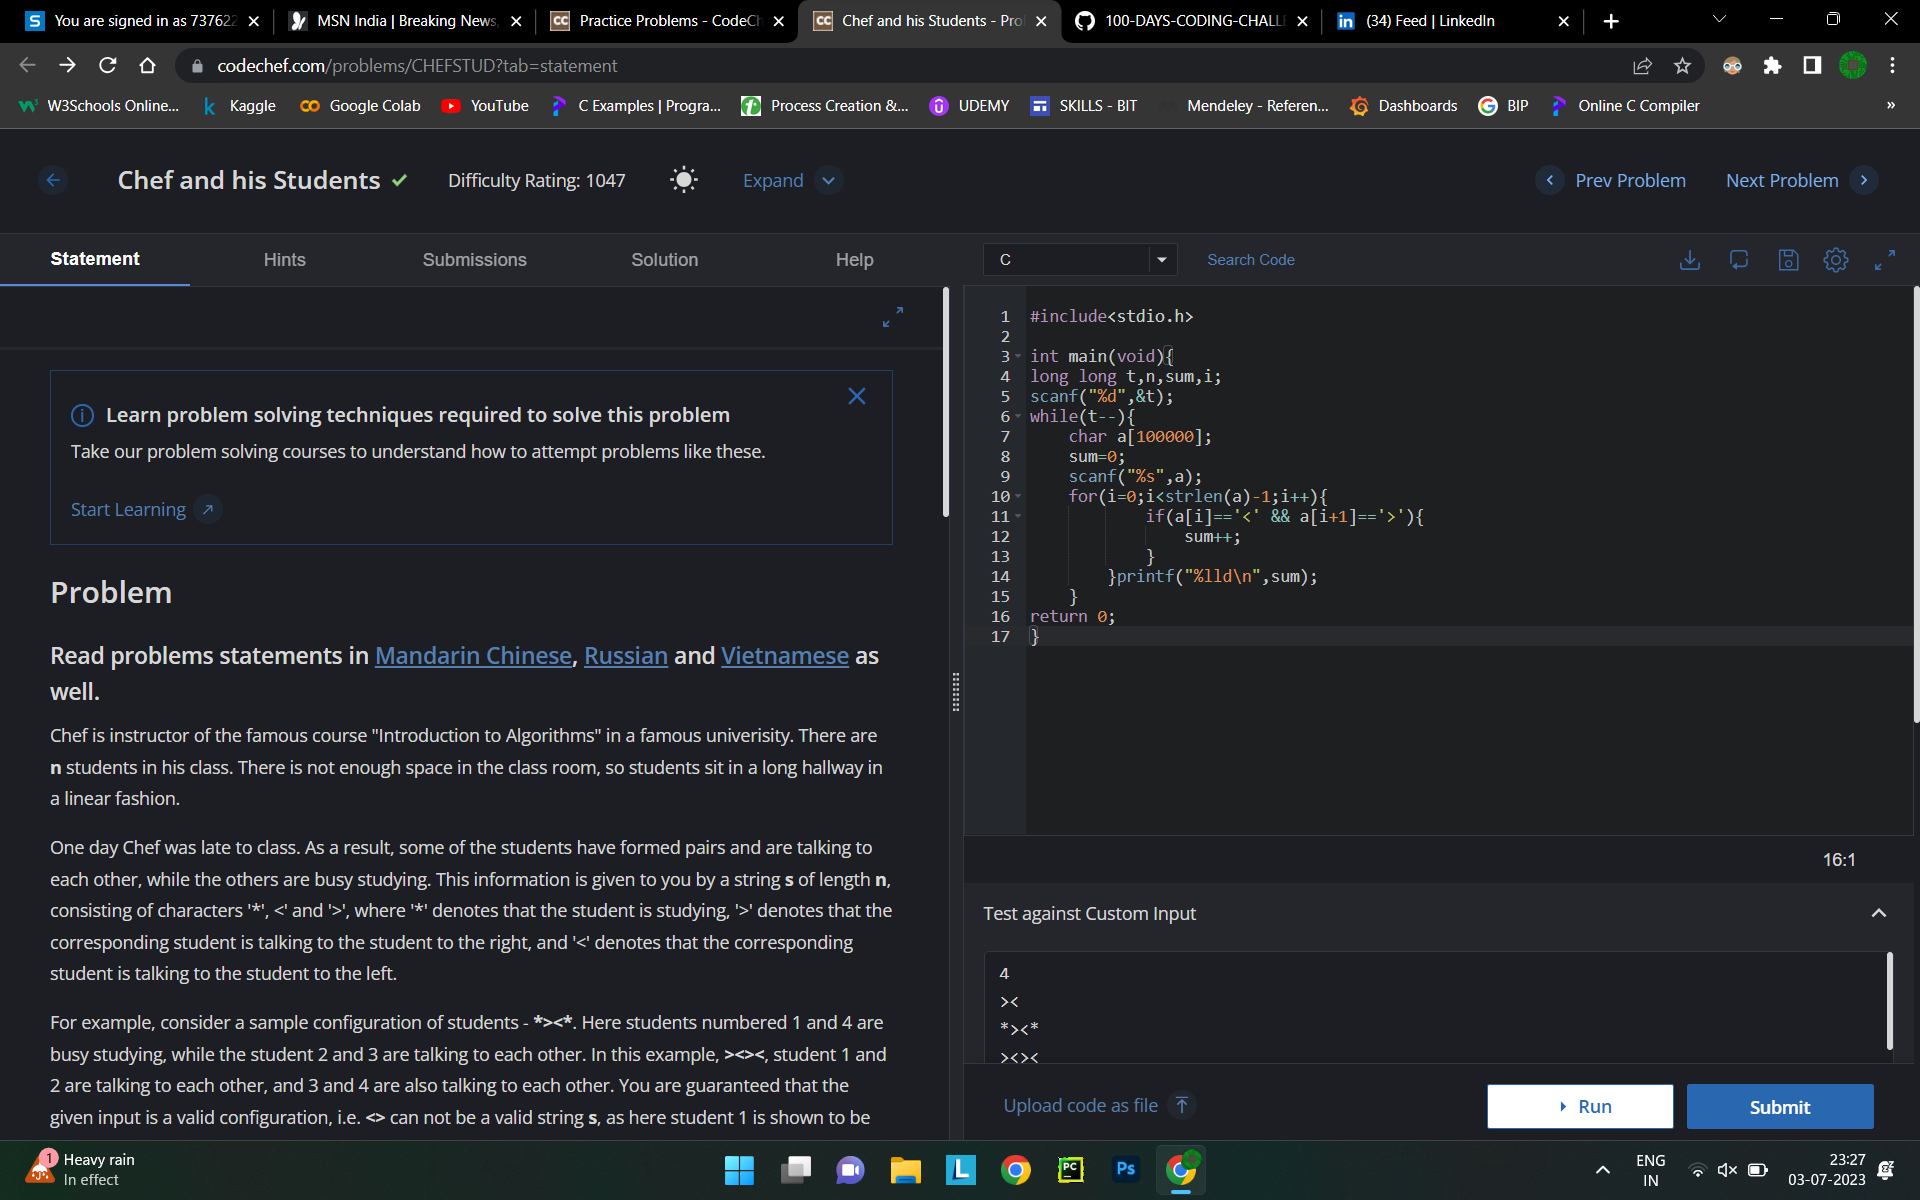 You are signed in as 737622
MSN India | Breaking News,
Practice Problems - CodeCh
Chef and his Students - Prol
100-DAYS-CODING-CHALL
(34) Feed | LinkedIn
codechef.com/problems/CHEFSTUD?tab=statement
W3Schools Online...
Kaggle
Google Colab
YouTube
C Examples | Progra...
Process Creation &...
UDEMY
SKILLS - BIT
Mendeley - Referen...
Dashboards
BIP
Online C Compiler
»
Chef and his Students
Difficulty Rating: 1047
Expand
Prev Problem
Next Problem
Statement
Hints
Submissions
Solution
Help
C
Search Code
Learn problem solving techniques required to solve this problem
Take our problem solving courses to understand how to attempt problems like these.
Start Learning
Problem
Read problems statements in Mandarin Chinese, Russian and Vietnamese as
well.
Chef is instructor of the famous course "Introduction to Algorithms" in a famous univerisity. There are
n students in his class. There is not enough space in the class room, so students sit in a long hallway in
a linear fashion.
One day Chef was late to class. As a result, some of the students have formed pairs and are talking to
each other, while the others are busy studying. This information is given to you by a string s of length n,
consisting of characters '*', <' and '>', where '*' denotes that the student is studying, '>' denotes that the
corresponding student is talking to the student to the right, and '<' denotes that the corresponding
student is talking to the student to the left.
For example, consider a sample configuration of students - *><*. Here students numbered 1 and 4 are
busy studying, while the student 2 and 3 are talking to each other. In this example, ><><, student 1 and
2 are talking to each other, and 3 and 4 are also talking to each other. You are guaranteed that the
given input is a valid configuration, i.e. <> can not be a valid string s, as here student 1 is shown to be
1 #include<stdio.h>
2
3 int main(void){
4 long long t,n,sum,i;
5 scanf("%d",&t);
6 while(t--){
7 char a[100000];
8 sum=0;
9 scanf("%s",a);
10 for(i=0;i<strlen(a)-1;i++){
11 if(a[i]=='<' && a[i+1]=='>'){
12 sum++;
13 }
14 }printf("%lld\n",sum);
15 }
16 return 0;
17 }
16:1
Test against Custom Input
4
><
*><*
><><
Upload code as file
Run
Submit
1
Heavy rain
In effect
L
PC
Ps
ENG
IN
23:27
03-07-2023